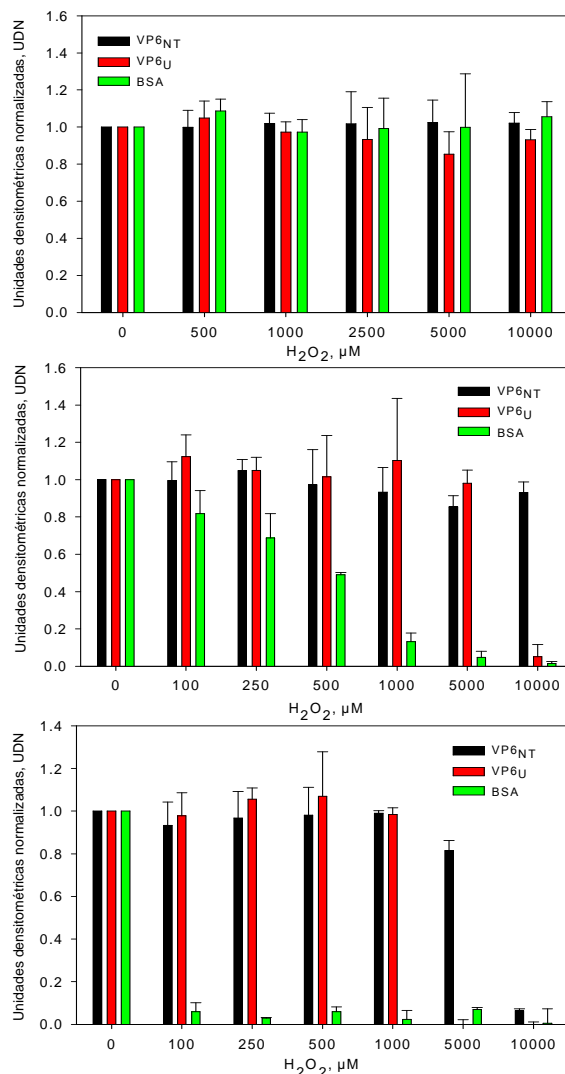 1.6
VP6NT
VP6U
BSA
1.4
1.2
1.0
0.8
0.6
0.4
0.2
0.0
Unidades densitométricas normalizadas, UDN
0 500 1000 2500 5000 10000
H2O2, µM
1.6
VP6NT
VP6U
BSA
1.4
1.2
1.0
0.8
0.6
0.4
0.2
0.0
Unidades densitométricas normalizadas, UDN
0 100 250 500 1000 5000 10000
H2O2, µM
1.4
VP6NT
VP6U
BSA
1.2
1.0
0.8
0.6
0.4
0.2
0.0
Unidades densitométricas normalizadas, UDN
0 100 250 500 1000 5000 10000
H2O2, µM